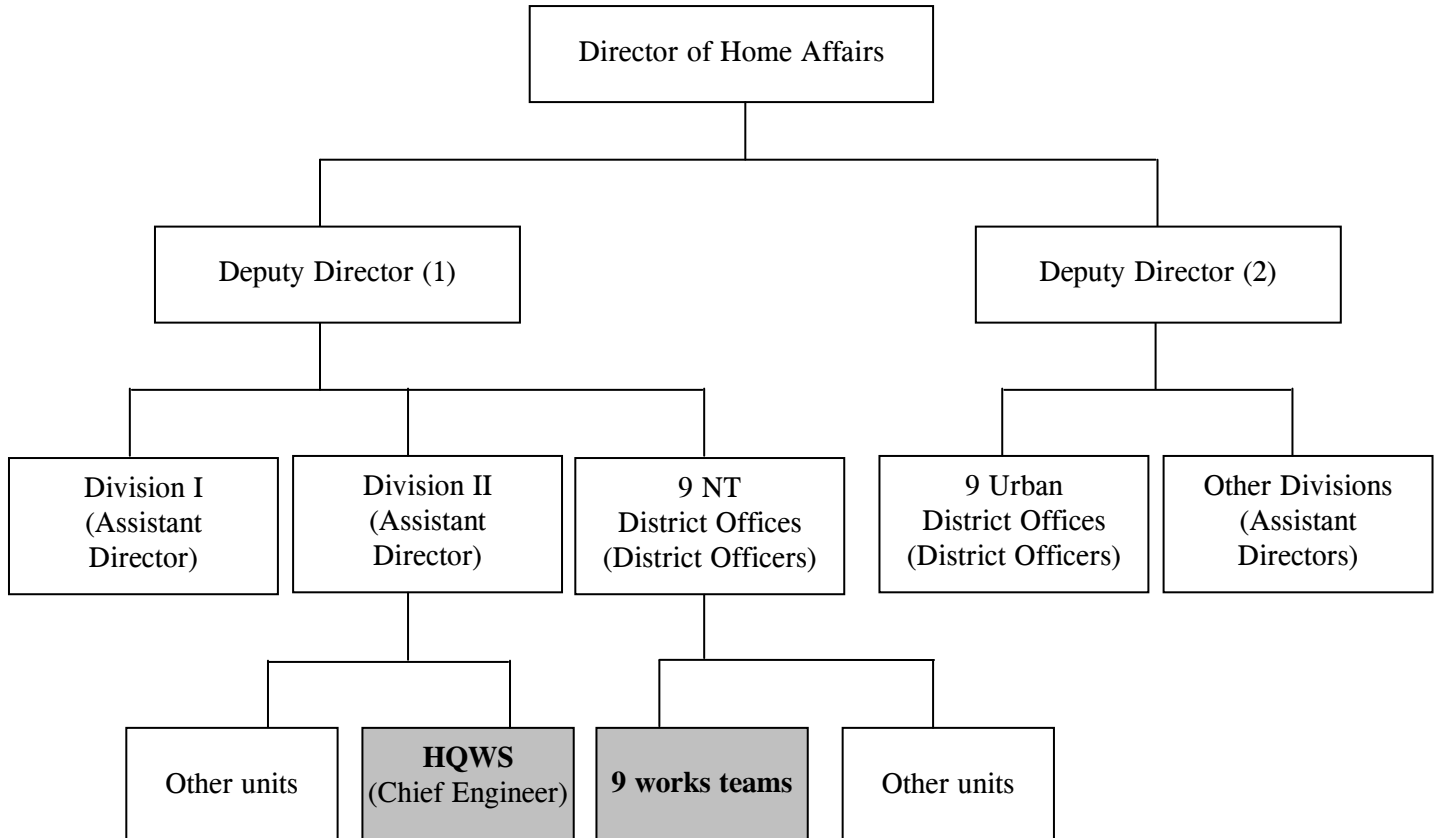 Director of Home Affairs
Deputy Director (1)
Deputy Director (2)
Division I
(Assistant
Director)
Division II
(Assistant
Director)
9 NT
District Offices
(District Officers)
9 Urban
District Offices
(District Officers)
Other Divisions
(Assistant
Directors)
Other units
HQWS
(Chief Engineer)
9 works teams
Other units